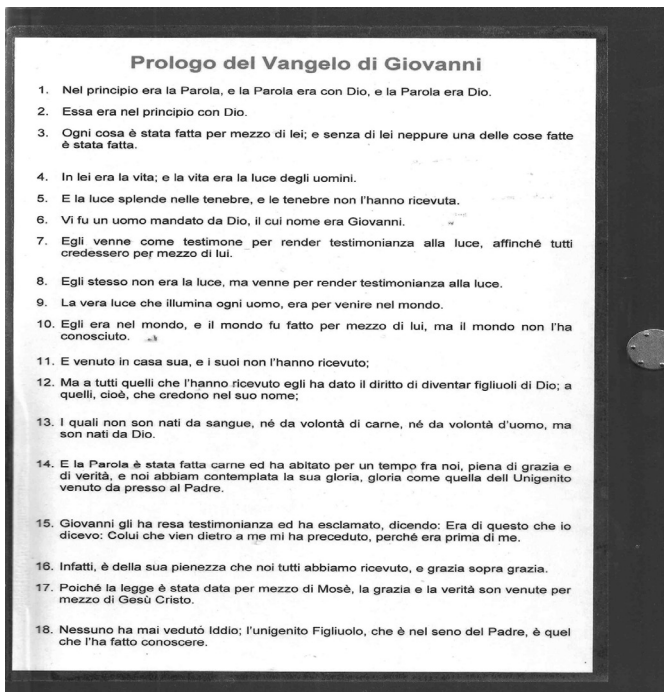 Prologo del Vangelo di Giovanni
1. Nel principio era la Parola, e la Parola era con Dio, e la Parola era Dio.
2. Essa era nel principio con Dio.
3. Ogni cosa è stata fatta per mezzo di lei; e senza di lei neppure una delle cose fatte
è stata fatta.
4. In lei era la vita; e la vita era la luce degli uomini.
5. E la luce splende nelle tenebre, e le tenebre non l'hanno ricevuta.
6. Vi fu un uomo mandato da Dio, il cui nome era Giovanni.
7. Egli venne come testimone per render testimonianza alla luce, affinché tutti
credessero per mezzo di lui.
8. Egli stesso non era la luce, ma venne per render testimonianza alla luce.
9. La vera luce che illumina ogni uomo, era per venire nel mondo.
10. Egli era nel mondo, e il mondo fu fatto per mezzo di lui, ma il mondo non l'ha
conosciuto.
11. E venuto in casa sua, e i suoi non l'hanno ricevuto;
12. Ma a tutti quelli che l'hanno ricevuto egli ha dato il diritto di diventar figliuoli di Dio; a
quelli, cioè, che credono nel suo nome;
13. I quali non son nati da sangue, né da volontà di carne, né da volontà d'uomo, ma
son nati da Dio.
14. E la Parola è stata fatta carne ed ha abitato per un tempo fra noi, piena di grazia e
di verità, e noi abbiam contemplata la sua gloria, gloria come quella dell Unigenito
venuto da presso al Padre.
15. Giovanni gli ha resa testimonianza ed ha esclamato, dicendo: Era di questo che io
dicevo: Colui che vien dietro a me mi ha preceduto, perché era prima di me.
16. Infatti, è della sua pienezza che noi tutti abbiamo ricevuto, e grazia sopra grazia.
17. Poiché la legge è stata data per mezzo di Mosè, la grazia e la verità son venute per
mezzo di Gesù Cristo.
18. Nessuno ha mai veduto Iddio; l'unigenito Figliuolo, che è nel seno del Padre, è quel
che l'ha fatto conoscere.